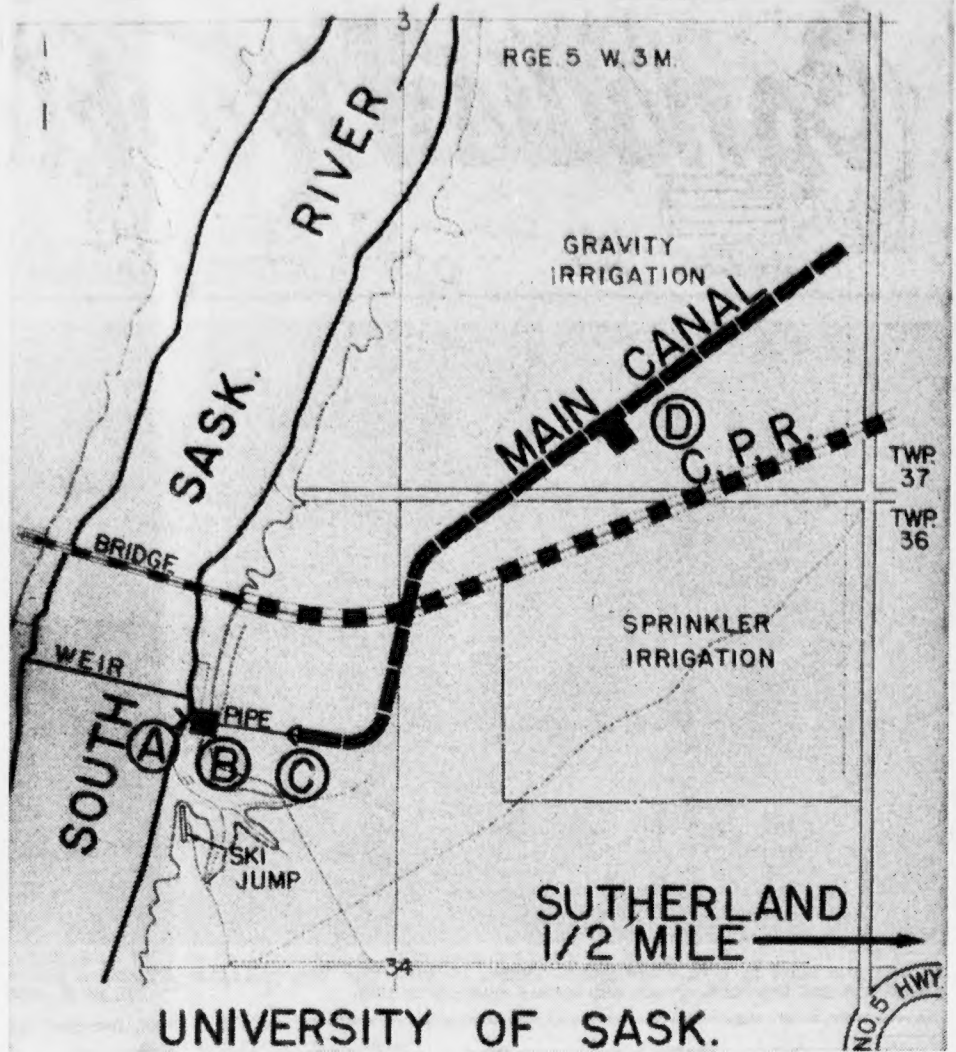 3
RGE. 5 W. 3 M.
SOUTH SASK. RIVER
GRAVITY
IRRIGATION
MAIN CANAL
D
C. P. R.
TWP.
37
TWP.
36
BRIDGE
SPRINKLER
IRRIGATION
WEIR
PIPE
A
B
C
SKI
JUMP
SUTHERLAND
1/2 MILE
34
NO. 5 HWY.
UNIVERSITY OF SASK.